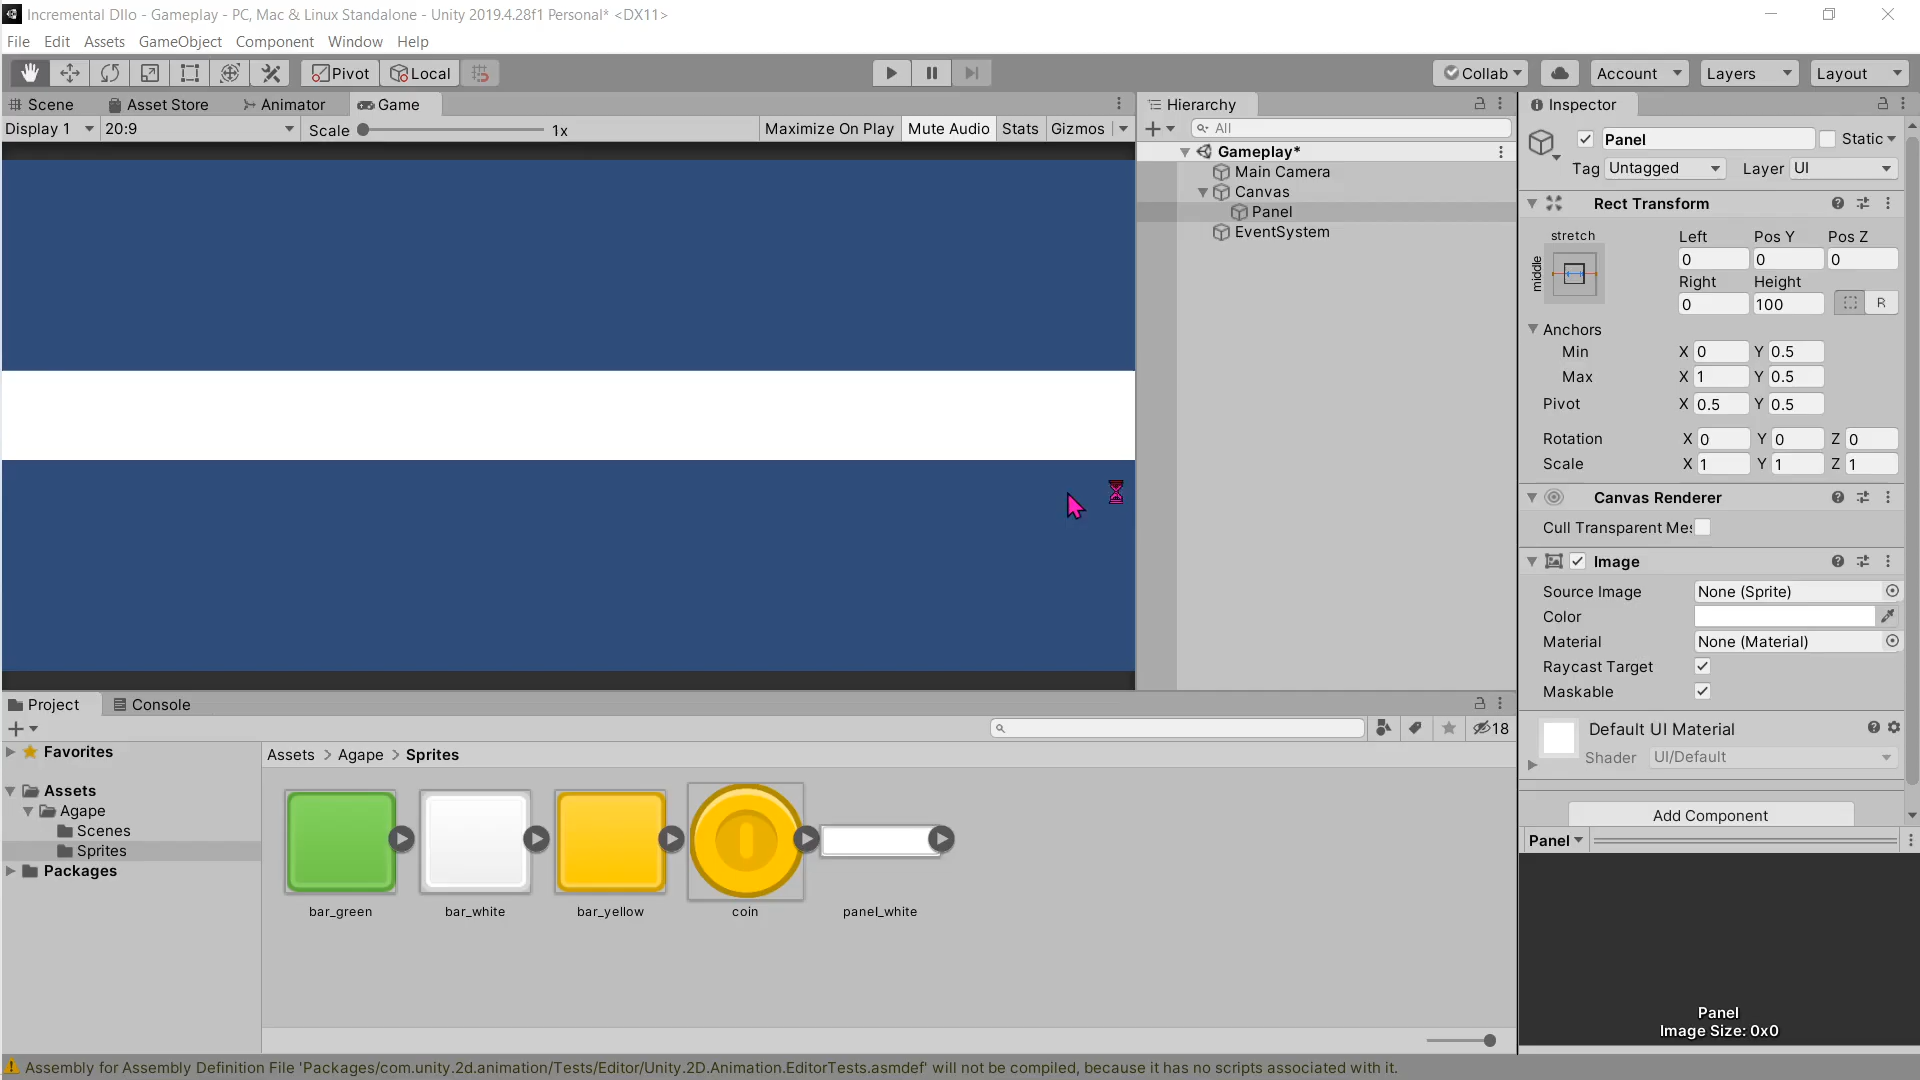 Incremental DIlo - Gameplay - PC, Mac & Linux Standalone - Unity 2019.4.28f1 Personal* <DX11>
File Edit Assets GameObject Component Window Help
Pivot Local Collab Account Layers Layout
Scene Asset Store Animator Game
Display 1 20:9 Scale 1x Maximize On Play Mute Audio Stats Gizmos
Hierarchy
All
Gameplay*
Main Camera
Canvas
Panel
EventSystem
Inspector
Panel Static
Tag Untagged Layer UI
Rect Transform
stretch
middle
Left Pos Y Pos Z
0 0 0
Right Height
0 100 R
Anchors
Min X 0 Y 0.5
Max X 1 Y 0.5
Pivot X 0.5 Y 0.5
Rotation X 0 Y 0 Z 0
Scale X 1 Y 1 Z 1
Canvas Renderer
Cull Transparent Mes
Image
Source Image None (Sprite)
Color
Material None (Material)
Raycast Target
Maskable
Default UI Material
Shader UI/Default
Add Component
Panel
Panel
Image Size: 0x0
Project Console
18
Favorites
Assets
Agape
Scenes
Sprites
Packages
Assets > Agape > Sprites
bar_green bar_white bar_yellow coin panel_white
Assembly for Assembly Definition File 'Packages/com.unity.2d.animation/Tests/Editor/Unity.2D.Animation.EditorTests.asmdef' will not be compiled, because it has no scripts associated with it.